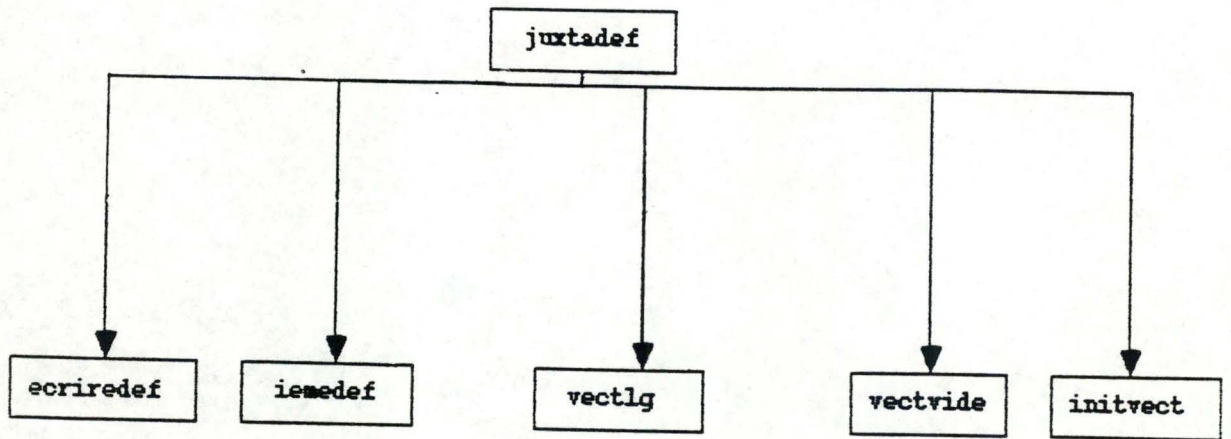 juxtadef
ecriredef
iemedef
vectlg
vectvide
initvect